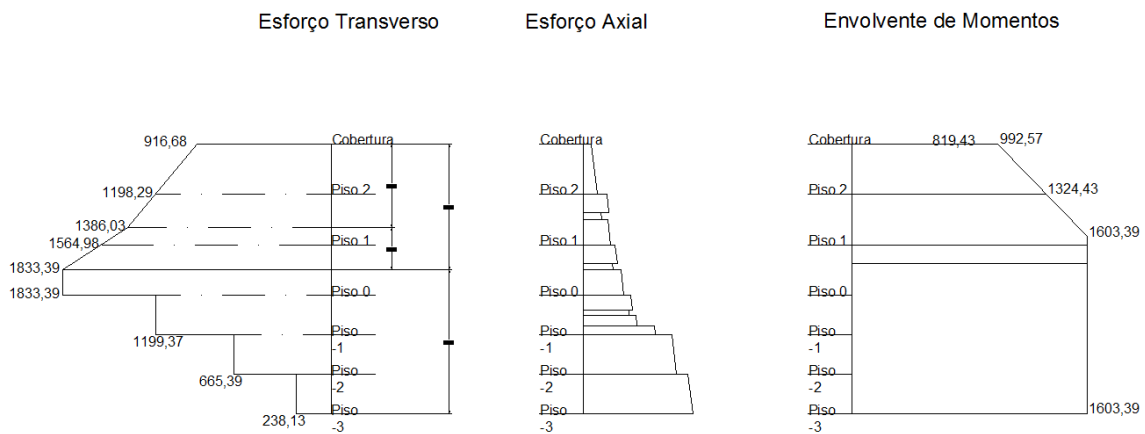 Esforço Transverso
Esforço Axial
Envolvente de Momentos
916,68
Cobertura
1198,29
Piso 2
1386,03
1564,98
Piso 1
1833,39
1833,39
Piso 0
1199,37
Piso
-1
665,39
Piso
-2
238,13
Piso
-3
Cobertura
Piso 2
Piso 1
Piso 0
Piso
-1
Piso
-2
Piso
-3
Cobertura
819,43
992,57
Piso 2
1324,43
Piso 1
1603,39
Piso 0
Piso
-1
Piso
-2
Piso
-3
1603,39